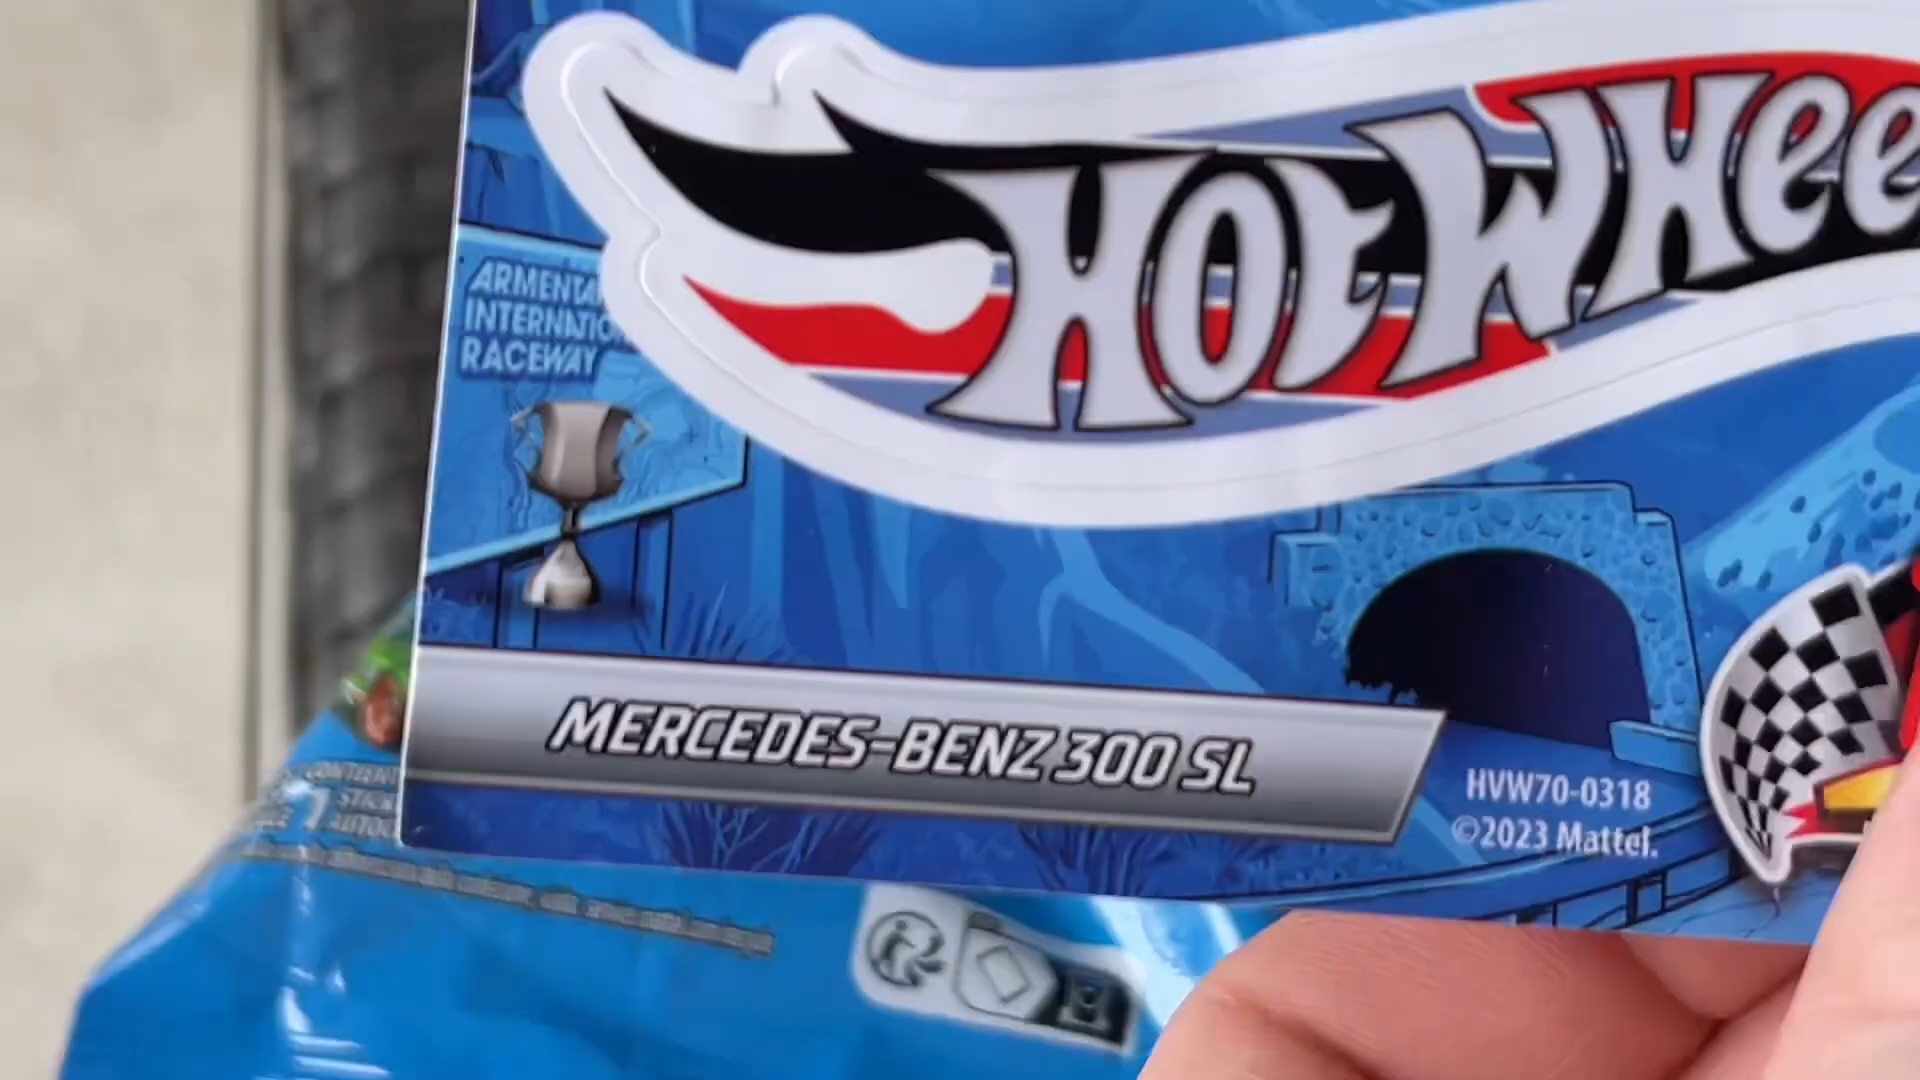 HOT WHEE
ARMENTA
INTERNATIO
RACEWAY
MERCEDES-BENZ 300 SL
HVW70-0318
©2023 Mattel.